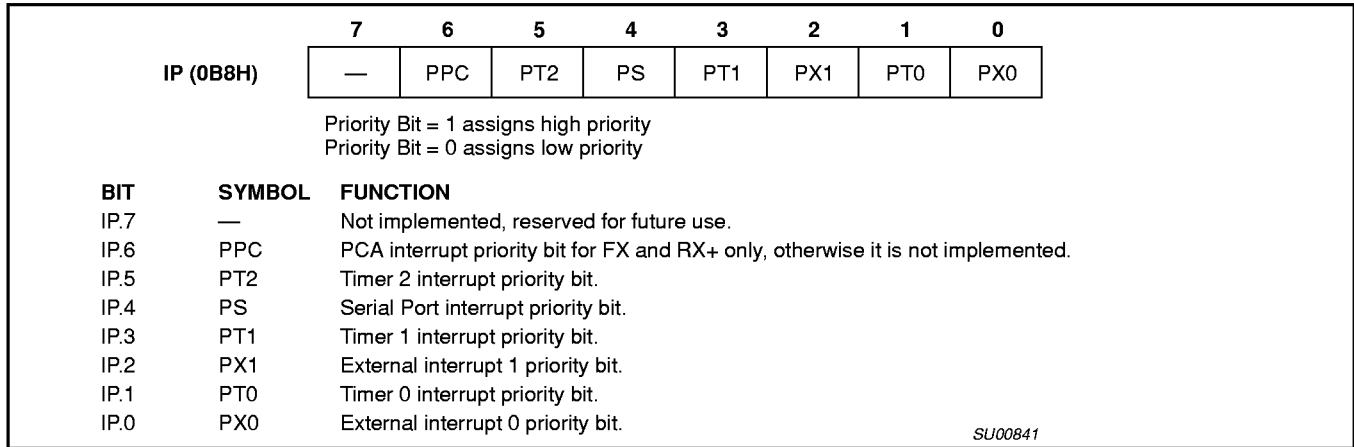 7 6 5 4 3 2 1 0
IP (0B8H) — PPC PT2 PS PT1 PX1 PT0 PX0
Priority Bit = 1 assigns high priority
Priority Bit = 0 assigns low priority
BIT SYMBOL FUNCTION
IP.7 — Not implemented, reserved for future use.
IP.6 PPC PCA interrupt priority bit for FX and RX+ only, otherwise it is not implemented.
IP.5 PT2 Timer 2 interrupt priority bit.
IP.4 PS Serial Port interrupt priority bit.
IP.3 PT1 Timer 1 interrupt priority bit.
IP.2 PX1 External interrupt 1 priority bit.
IP.1 PT0 Timer 0 interrupt priority bit.
IP.0 PX0 External interrupt 0 priority bit.
SU00841